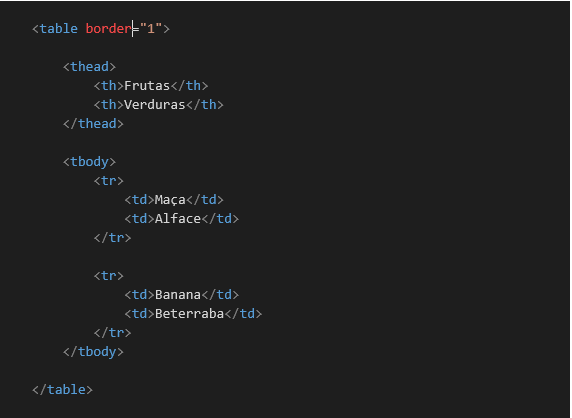 <table border="1">
<thead>
<th>Frutas</th>
<th>Verduras</th>
</thead>
<tbody>
<tr>
<td>Maça</td>
<td>Alface</td>
</tr>
<tr>
<td>Banana</td>
<td>Beterraba</td>
</tr>
</tbody>
</table>